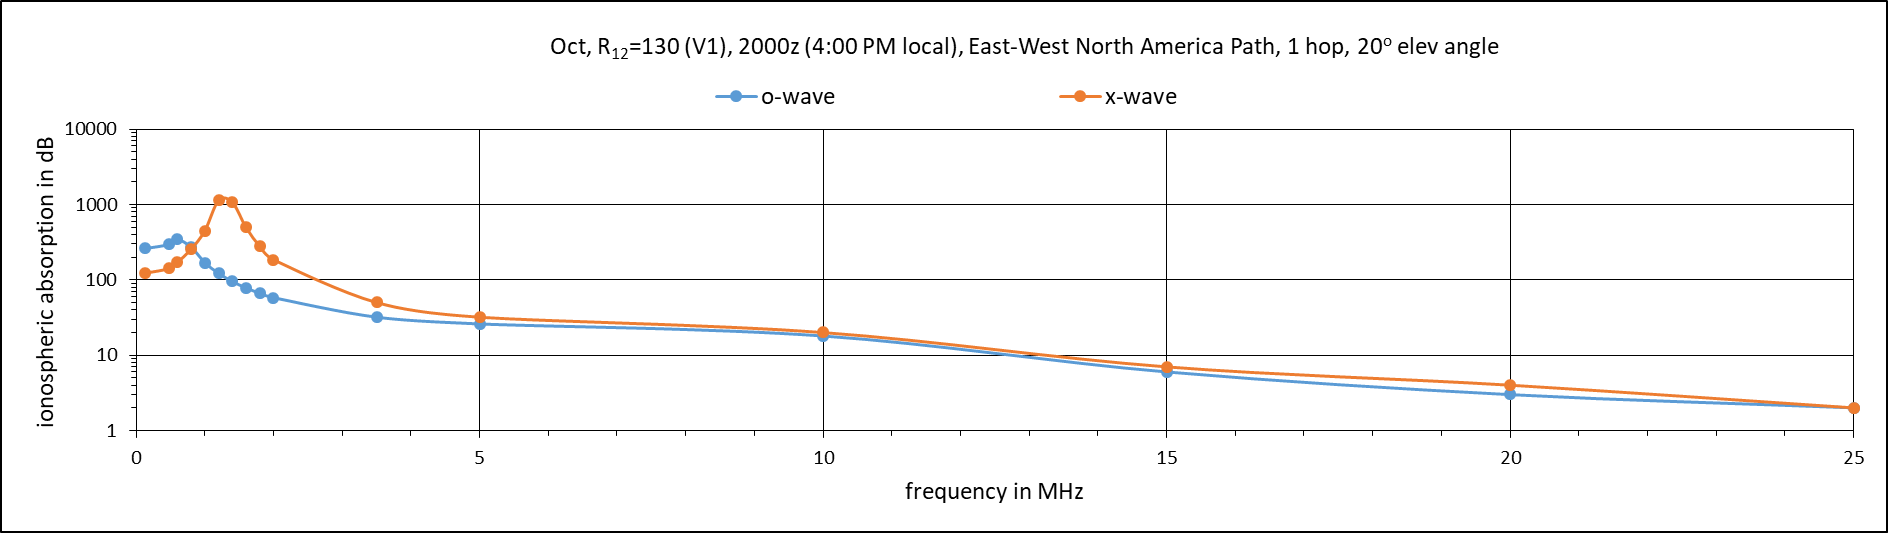 Oct, R12=130 (V1), 2000z (4:00 PM local), East-West North America Path, 1 hop, 20o elev angle
o-wave x-wave
ionospheric absorption in dB
10000
1000
100
10
1
0 5 10 15 20 25
frequency in MHz